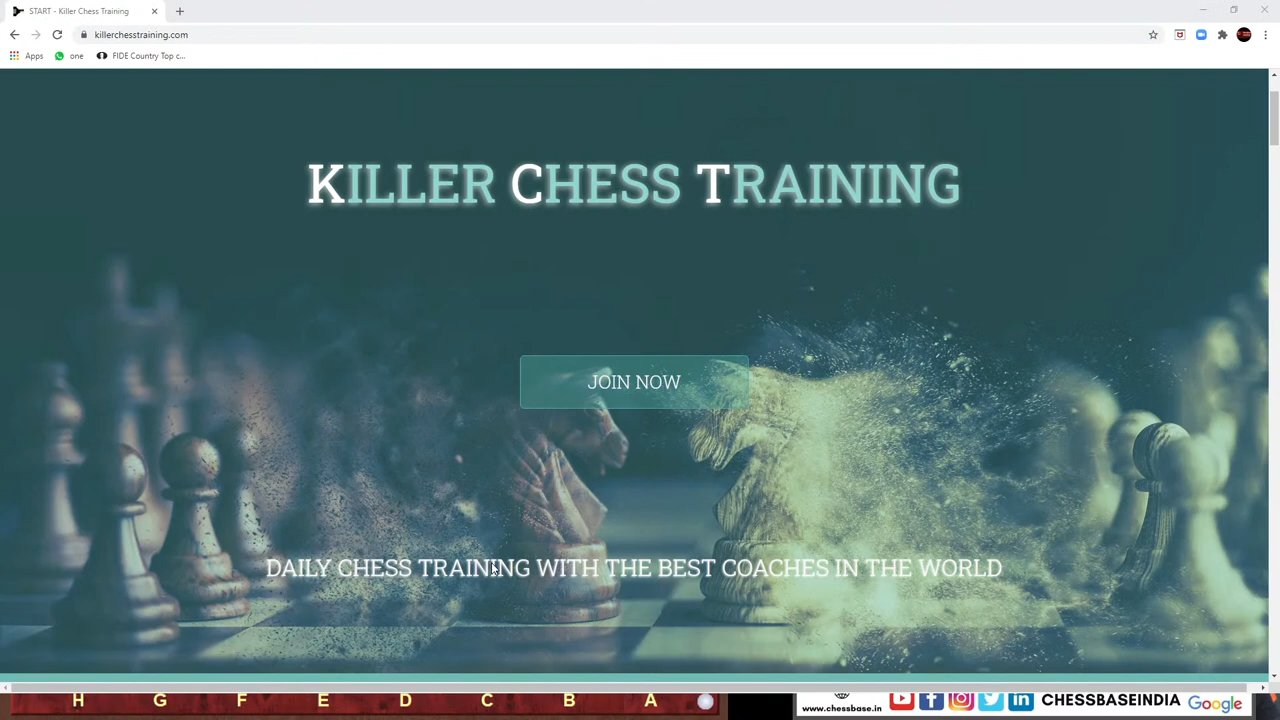 START - Killer Chess Training
killerchesstraining.com
Apps one FIDE Country Top c...
KILLER CHESS TRAINING
JOIN NOW
DAILY CHESS TRAINING WITH THE BEST COACHES IN THE WORLD
H G F E D C B A
www.chessbase.in CHESSBASEINDIA Google